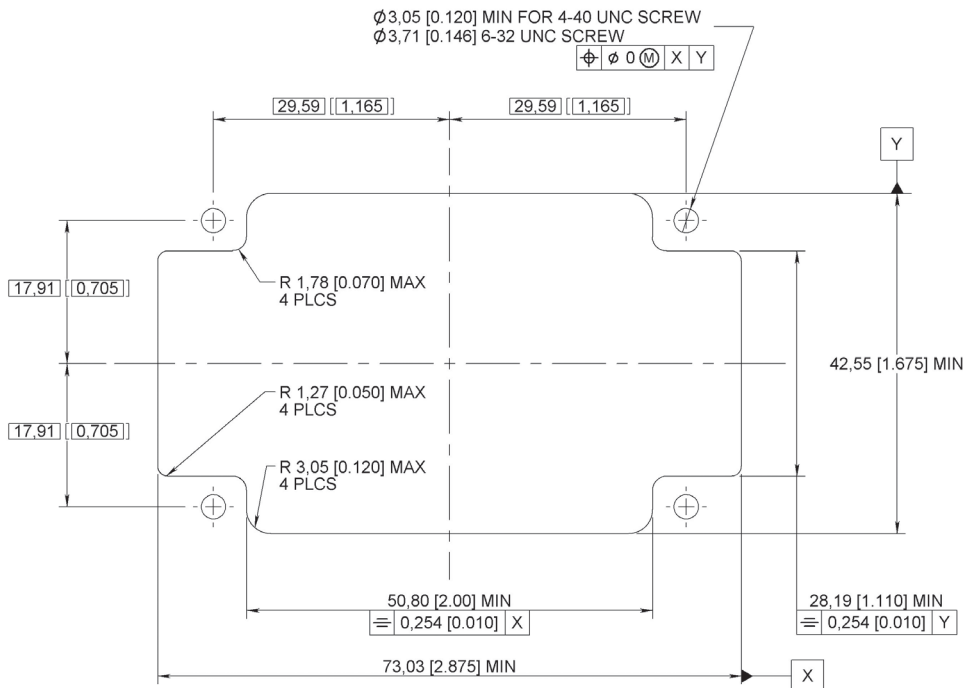 Ø3,05 [0.120] MIN FOR 4-40 UNC SCREW
Ø3,71 [0.146] 6-32 UNC SCREW
⌖ Ø 0 Ⓜ X Y
29,59 [1,165]
29,59 [1,165]
Y
17,91 [0,705]
R 1,78 [0.070] MAX
4 PLCS
42,55 [1.675] MIN
R 1,27 [0.050] MAX
4 PLCS
17,91 [0,705]
R 3,05 [0.120] MAX
4 PLCS
50,80 [2.00] MIN
⌯ 0,254 [0.010] X
28,19 [1.110] MIN
⌯ 0,254 [0.010] Y
73,03 [2.875] MIN
X